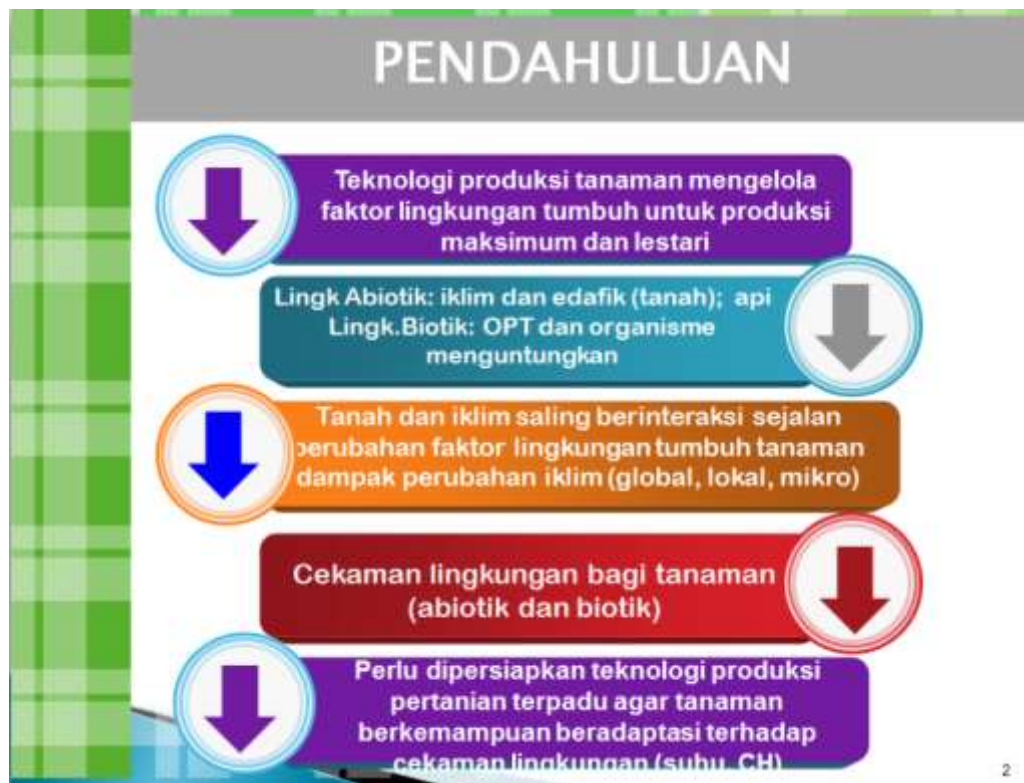 PENDAHULUAN
Teknologi produksi tanaman mengelola
faktor lingkungan tumbuh untuk produksi
maksimum dan lestari
Lingk Abiotik: iklim dan edafik (tanah); api
Lingk.Biotik: OPT dan organisme
menguntungkan
Tanah dan iklim saling berinteraksi sejalan
perubahan faktor lingkungan tumbuh tanaman
dampak perubahan iklim (global, lokal, mikro)
Cekaman lingkungan bagi tanaman
(abiotik dan biotik)
Perlu dipersiapkan teknologi produksi
pertanian terpadu agar tanaman
berkemampuan beradaptasi terhadap
cekaman lingkungan (suhu, CH)
2